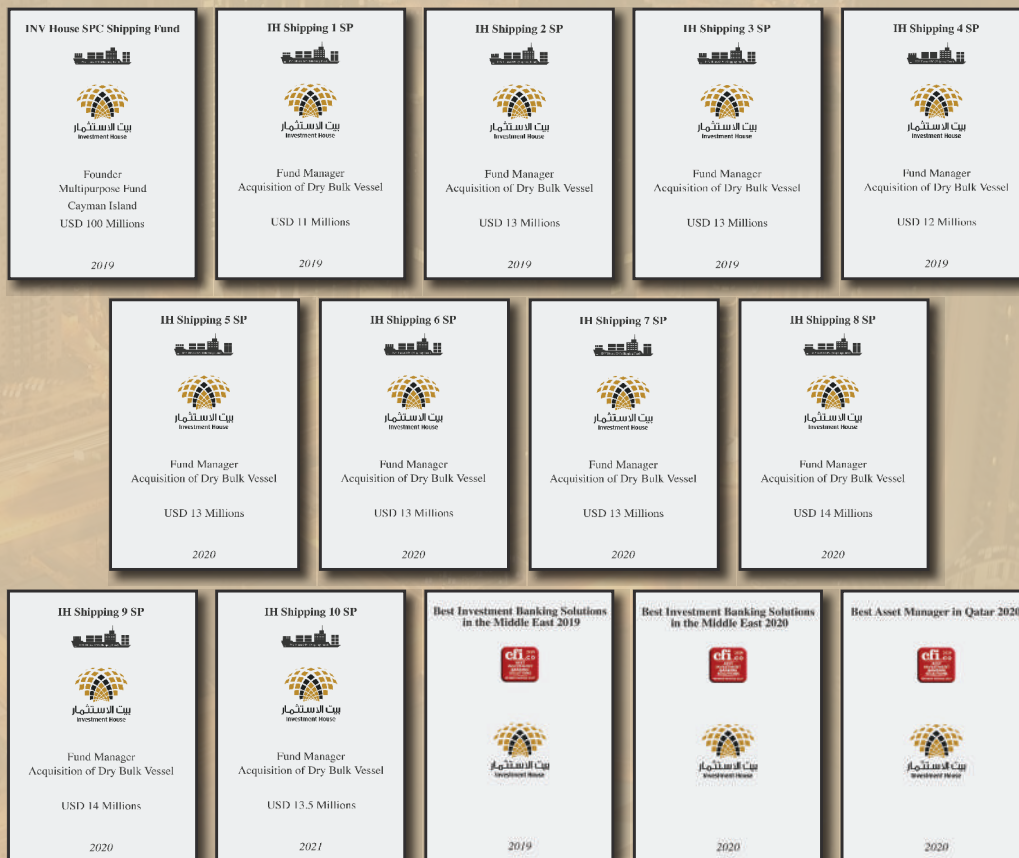 INV House SPC Shipping Fund
بيت الاستثمار
Investment House
Founder
Multipurpose Fund
Cayman Island
USD 100 Millions
2019
IH Shipping 1 SP
بيت الاستثمار
Investment House
Fund Manager
Acquisition of Dry Bulk Vessel
USD 11 Millions
2019
IH Shipping 2 SP
بيت الاستثمار
Investment House
Fund Manager
Acquisition of Dry Bulk Vessel
USD 13 Millions
2019
IH Shipping 3 SP
بيت الاستثمار
Investment House
Fund Manager
Acquisition of Dry Bulk Vessel
USD 13 Millions
2019
IH Shipping 4 SP
بيت الاستثمار
Investment House
Fund Manager
Acquisition of Dry Bulk Vessel
USD 12 Millions
2019
IH Shipping 5 SP
بيت الاستثمار
Investment House
Fund Manager
Acquisition of Dry Bulk Vessel
USD 13 Millions
2020
IH Shipping 6 SP
بيت الاستثمار
Investment House
Fund Manager
Acquisition of Dry Bulk Vessel
USD 13 Millions
2020
IH Shipping 7 SP
بيت الاستثمار
Investment House
Fund Manager
Acquisition of Dry Bulk Vessel
USD 13 Millions
2020
IH Shipping 8 SP
بيت الاستثمار
Investment House
Fund Manager
Acquisition of Dry Bulk Vessel
USD 14 Millions
2020
IH Shipping 9 SP
بيت الاستثمار
Investment House
Fund Manager
Acquisition of Dry Bulk Vessel
USD 14 Millions
2020
IH Shipping 10 SP
بيت الاستثمار
Investment House
Fund Manager
Acquisition of Dry Bulk Vessel
USD 13.5 Millions
2021
Best Investment Banking Solutions
in the Middle East 2019
cfi.co
بيت الاستثمار
Investment House
2019
Best Investment Banking Solutions
in the Middle East 2020
cfi.co
بيت الاستثمار
Investment House
2020
Best Asset Manager in Qatar 2020
cfi.co
بيت الاستثمار
Investment House
2020